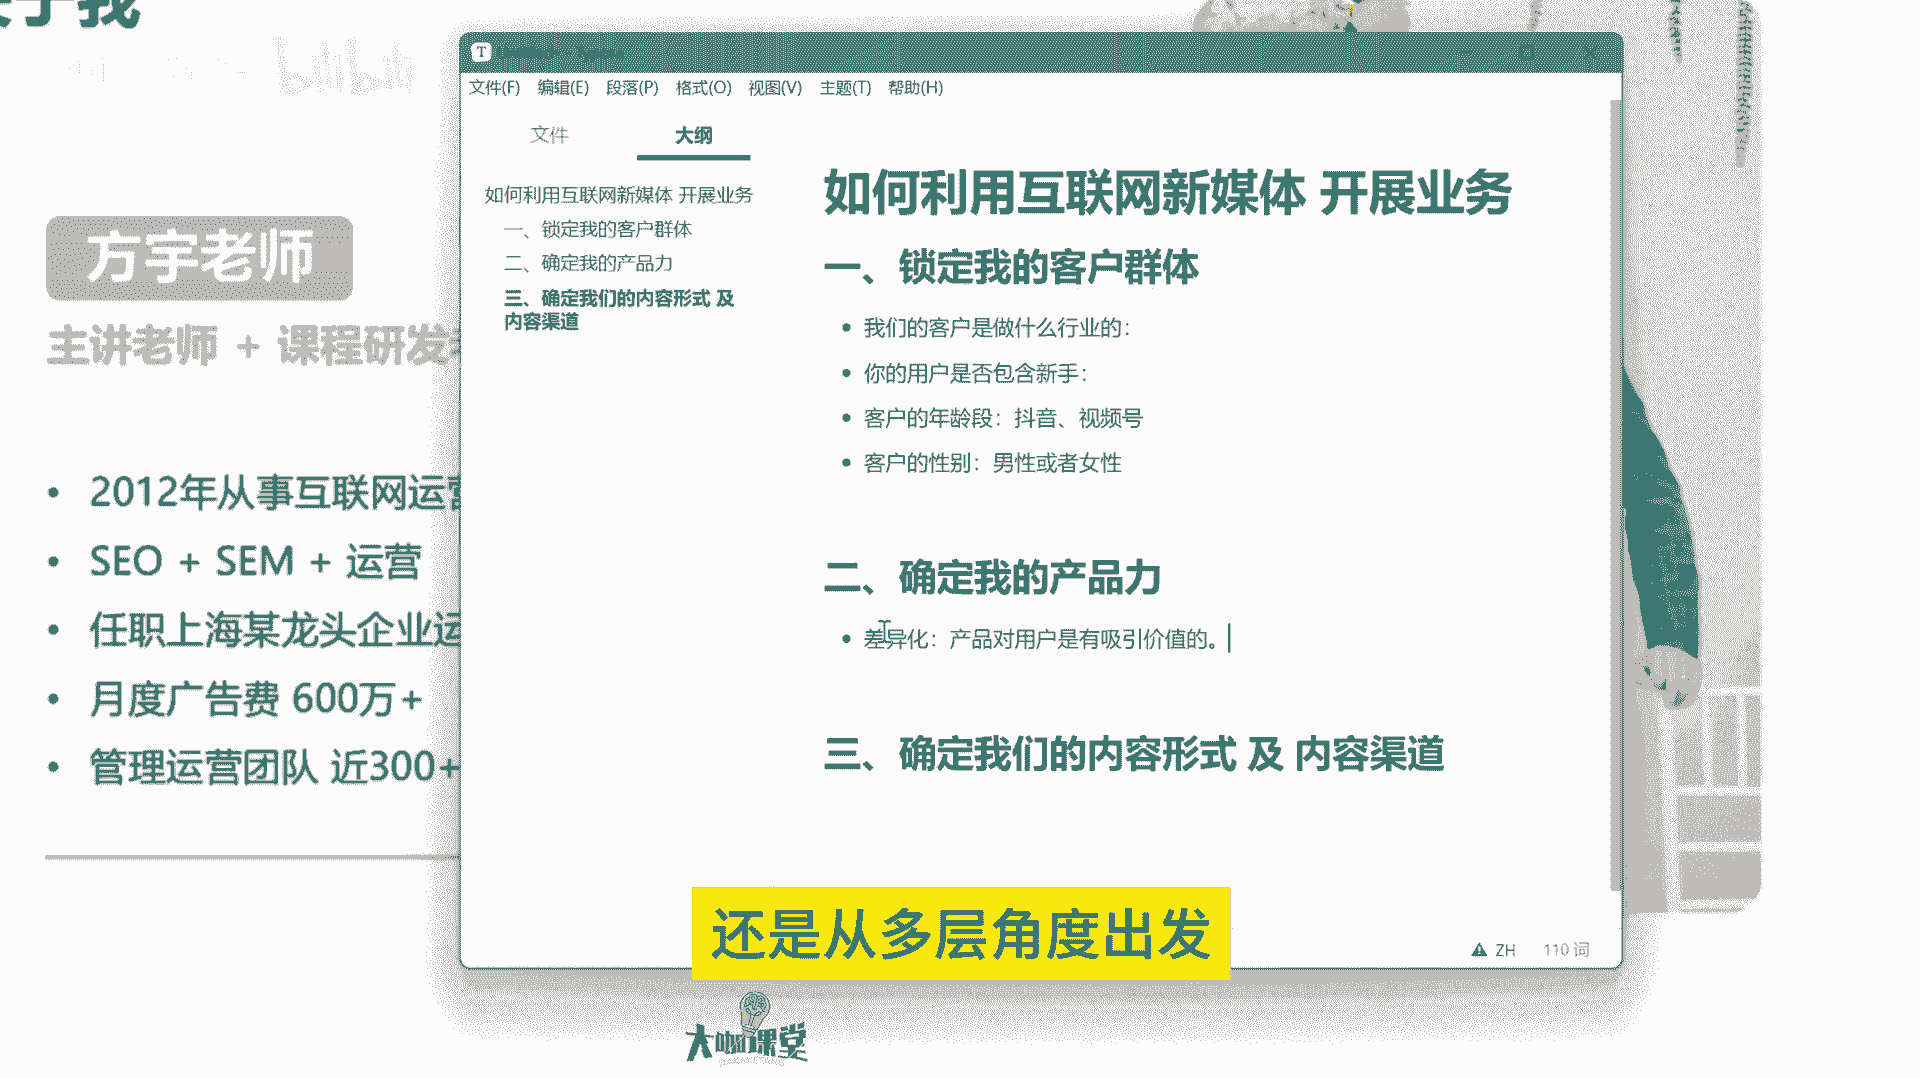 关于我
bilibili
方宇老师
主讲老师 + 课程研发
• 2012年从事互联网运营
• SEO + SEM + 运营
• 任职上海某龙头企业运
• 月度广告费 600万+
• 管理运营团队 近300+
文件(F) 编辑(E) 段落(P) 格式(O) 视图(V) 主题(T) 帮助(H)
文件 大纲
如何利用互联网新媒体 开展业务
一、锁定我的客户群体
二、确定我的产品力
三、确定我们的内容形式 及
内容渠道
如何利用互联网新媒体 开展业务
一、锁定我的客户群体
• 我们的客户是做什么行业的：
• 你的用户是否包含新手：
• 客户的年龄段：抖音、视频号
• 客户的性别：男性或者女性
二、确定我的产品力
• 差异化：产品对用户是有吸引价值的。
三、确定我们的内容形式 及 内容渠道
ZH 110 词
还是从多层角度出发
大咖课堂
DAKAKETANG